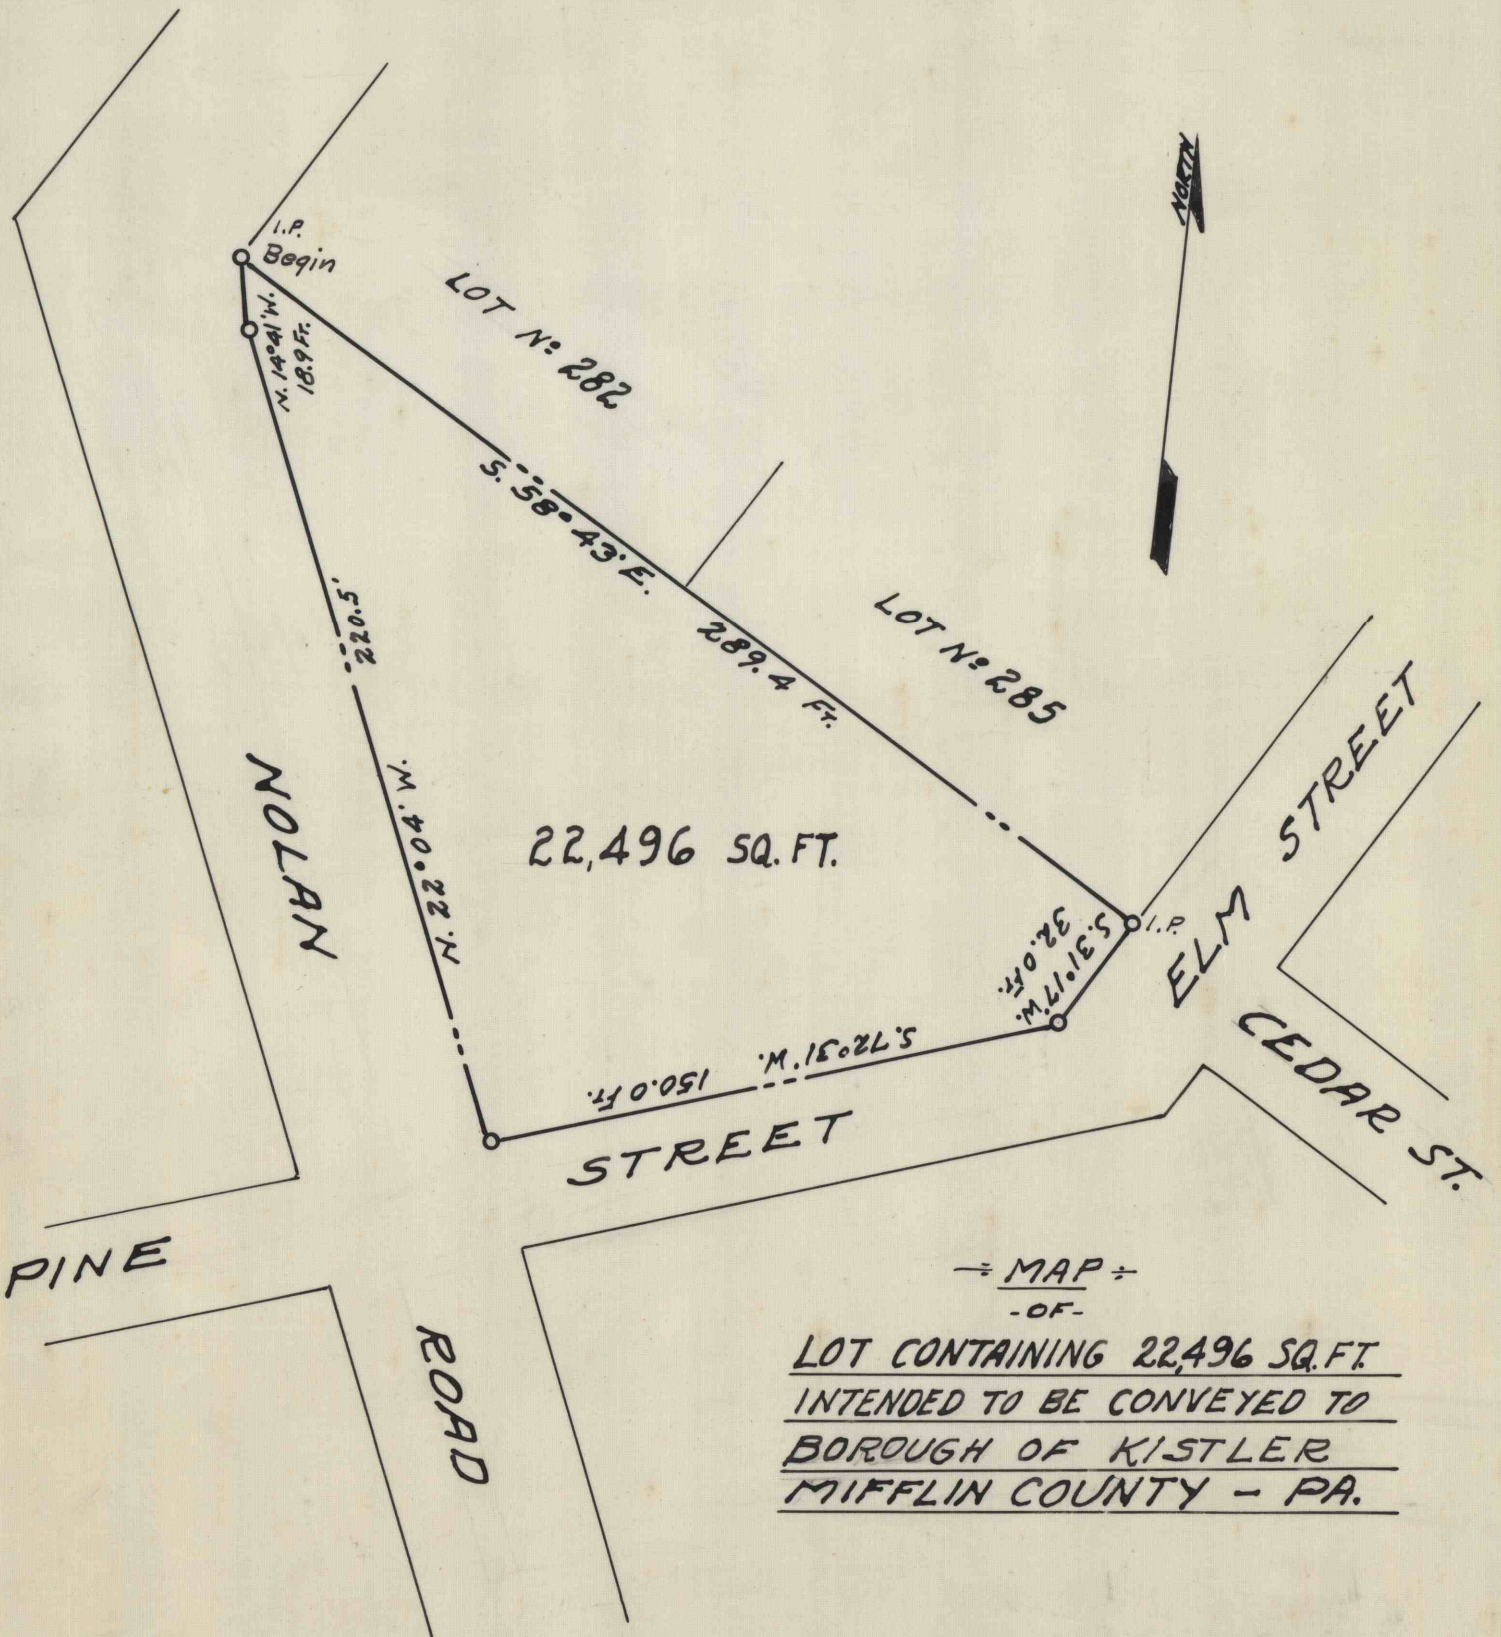 NORTH
I.P.
Begin
N. 14°41' W.
18.9 FT.
LOT Nº 282
S. 58° 43' E.
289.4 FT.
LOT Nº 285
220.5'
N. 22° 04' W.
NOLAN
22,496 SQ. FT.
I.P.
S. 31°17' W.
32.0 FT.
ELM STREET
CEDAR ST.
S. 72° 31' W.
150.0 FT.
STREET
PINE
ROAD
÷ MAP ÷
-OF-
LOT CONTAINING 22,496 SQ. FT.
INTENDED TO BE CONVEYED TO
BOROUGH OF KISTLER
MIFFLIN COUNTY - PA.